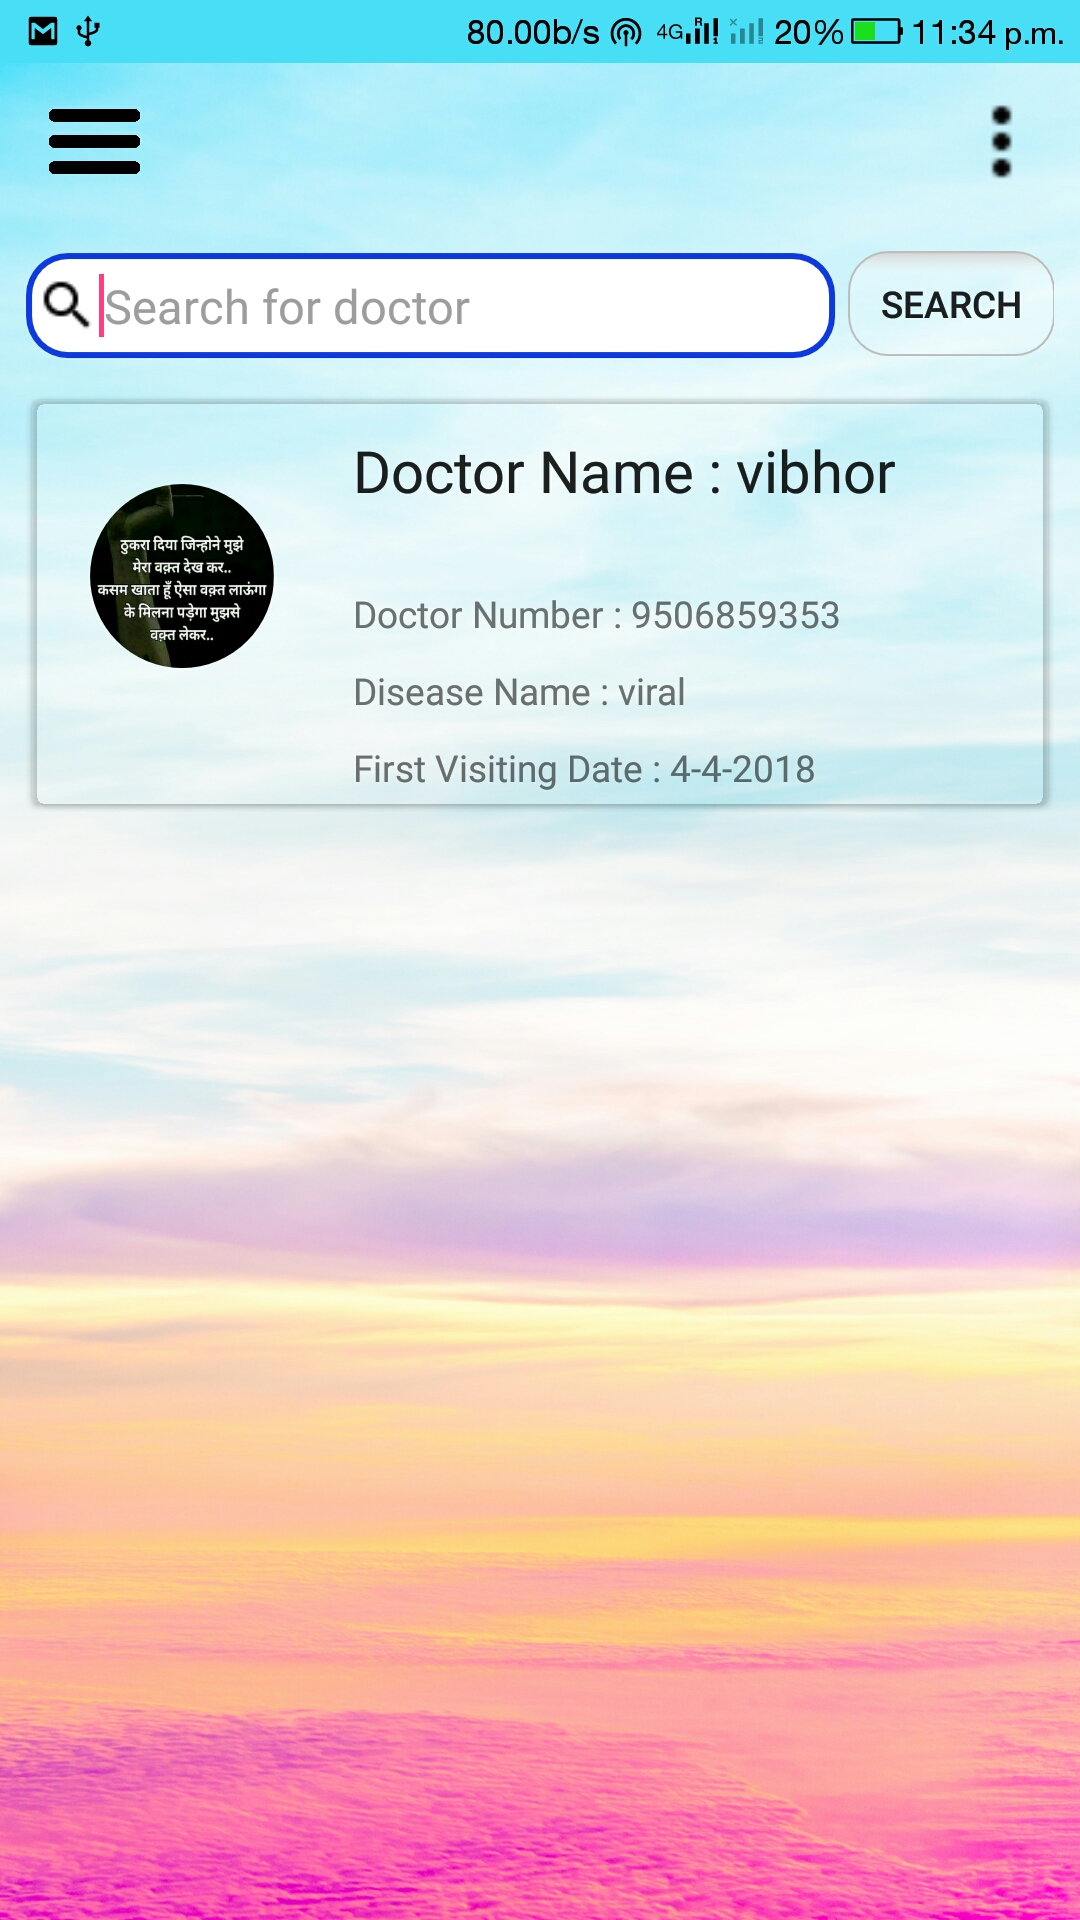 80.00b/s 4G R 20% 11:34 p.m.
Search for doctor
SEARCH
Doctor Name : vibhor
ठुकरा दिया जिन्होने मुझे
मेरा वक़्त देख कर..
कसम खाता हूँ ऐसा वक़्त लाऊंगा
के मिलना पड़ेगा मुझसे
वक़्त लेकर..
Doctor Number : 9506859353
Disease Name : viral
First Visiting Date : 4-4-2018